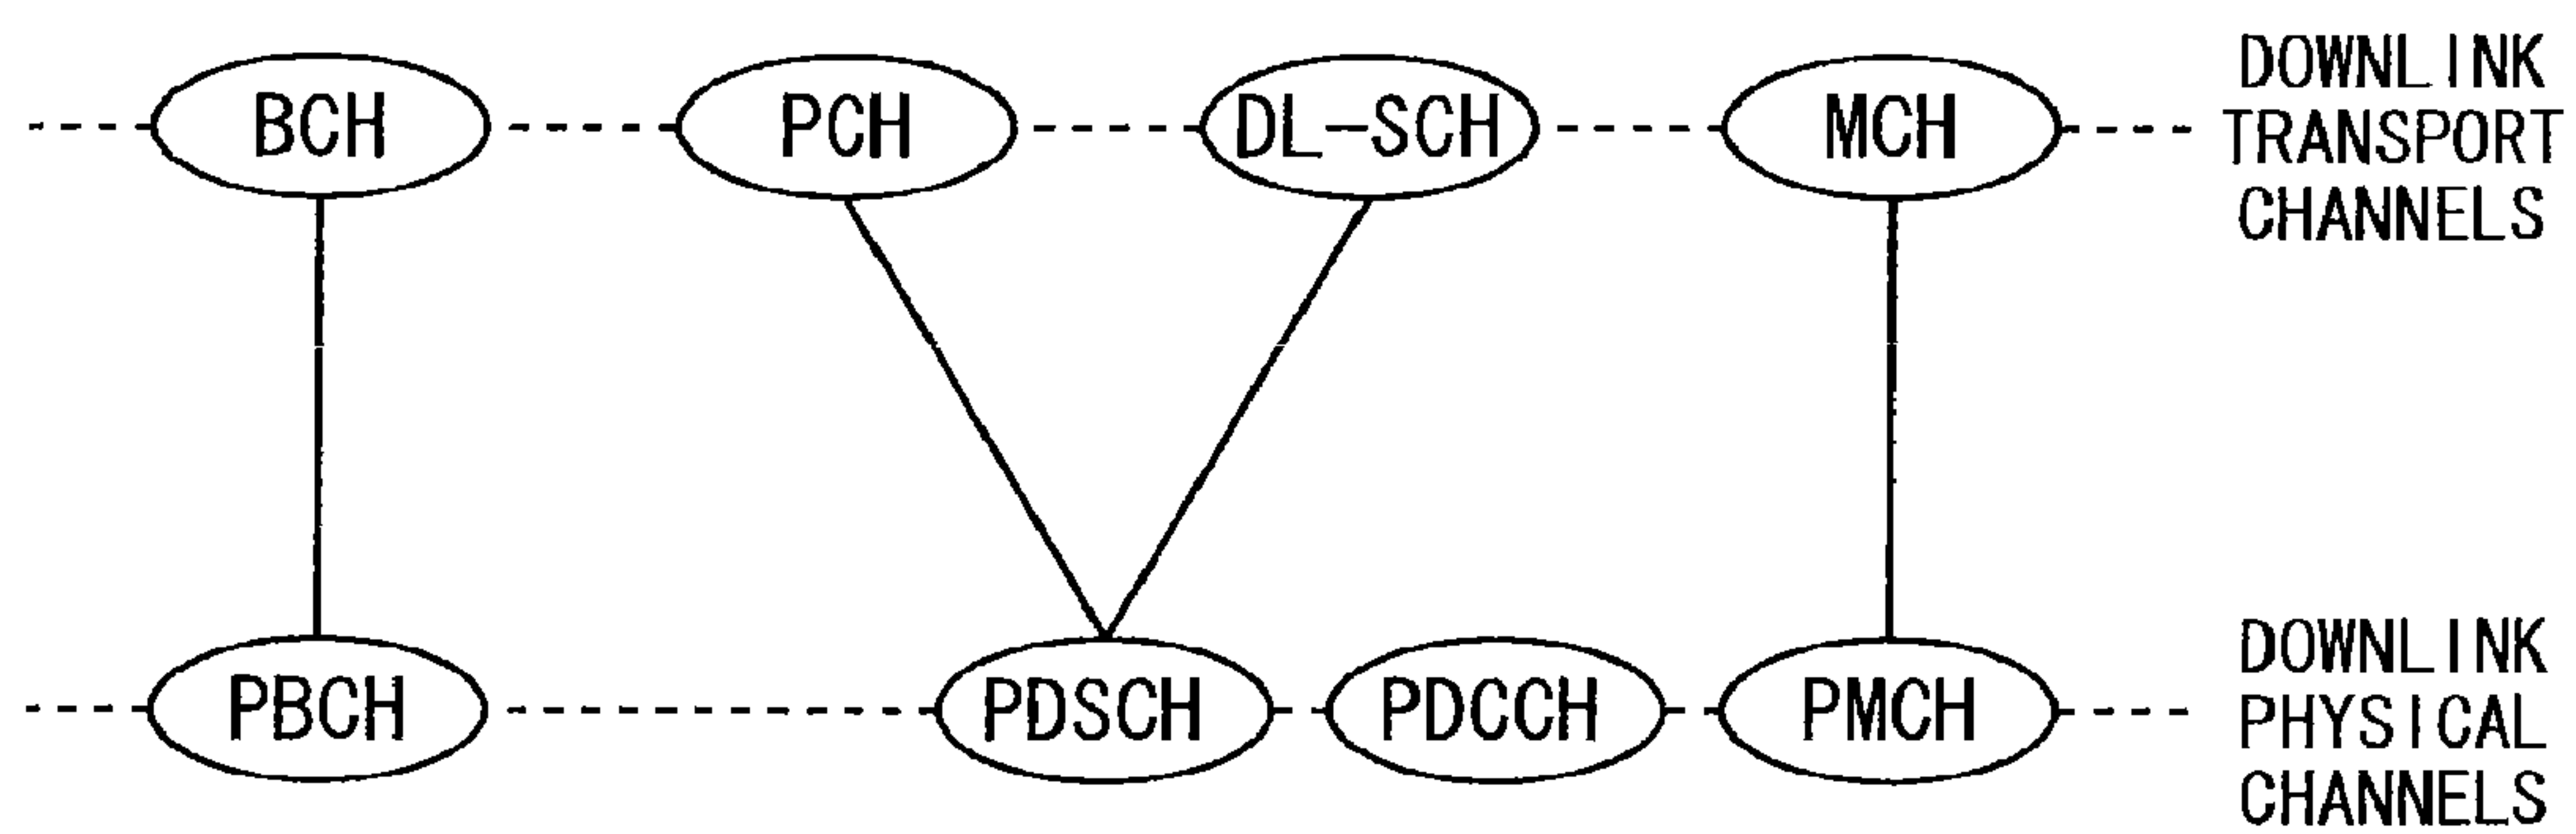 BCH
PCH
DL-SCH
MCH
DOWNLINK
TRANSPORT
CHANNELS
PBCH
PDSCH
PDCCH
PMCH
DOWNLINK
PHYSICAL
CHANNELS